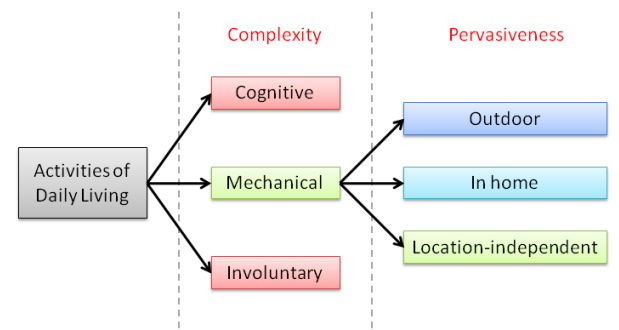 Complexity
Pervasiveness
Cognitive
Outdoor
Activities of
Daily Living
Mechanical
In home
Location-independent
Involuntary